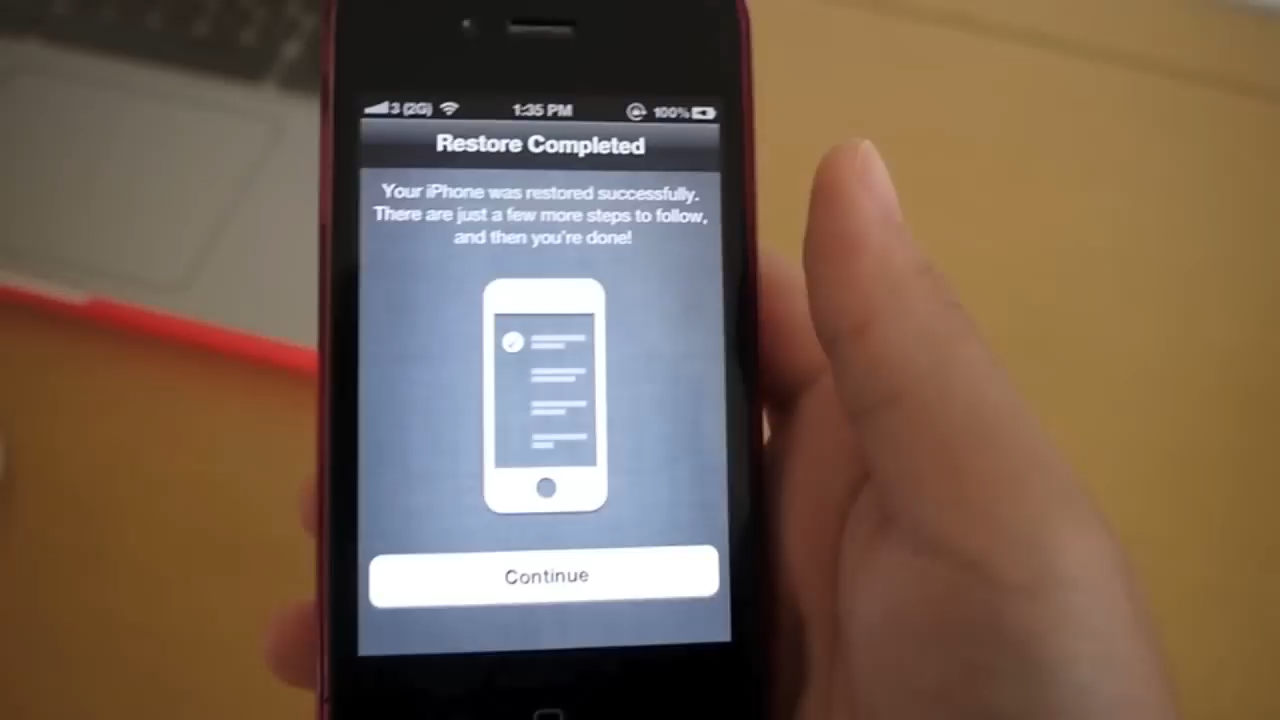 3 (2G) 1:35 PM 100%
Restore Completed
Your iPhone was restored successfully.
There are just a few more steps to follow,
and then you're done!
Continue